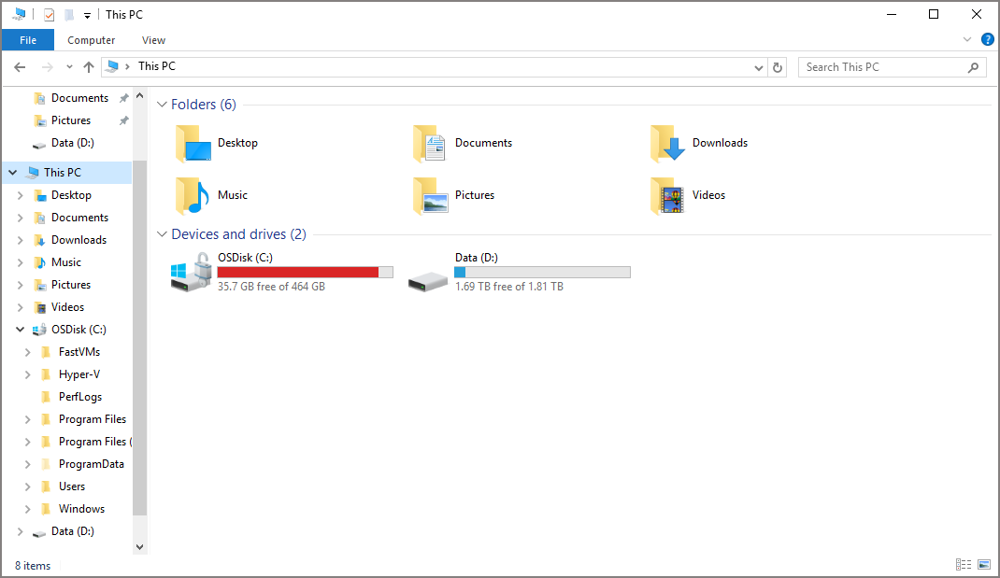 This PC
File Computer View ?
This PC
Search This PC
Documents
Pictures
Data (D:)
This PC
Desktop
Documents
Downloads
Music
Pictures
Videos
OSDisk (C:)
FastVMs
Hyper-V
PerfLogs
Program Files
Program Files (
ProgramData
Users
Windows
Data (D:)
Folders (6)
Desktop
Documents
Downloads
Music
Pictures
Videos
Devices and drives (2)
OSDisk (C:)
35.7 GB free of 464 GB
Data (D:)
1.69 TB free of 1.81 TB
8 items